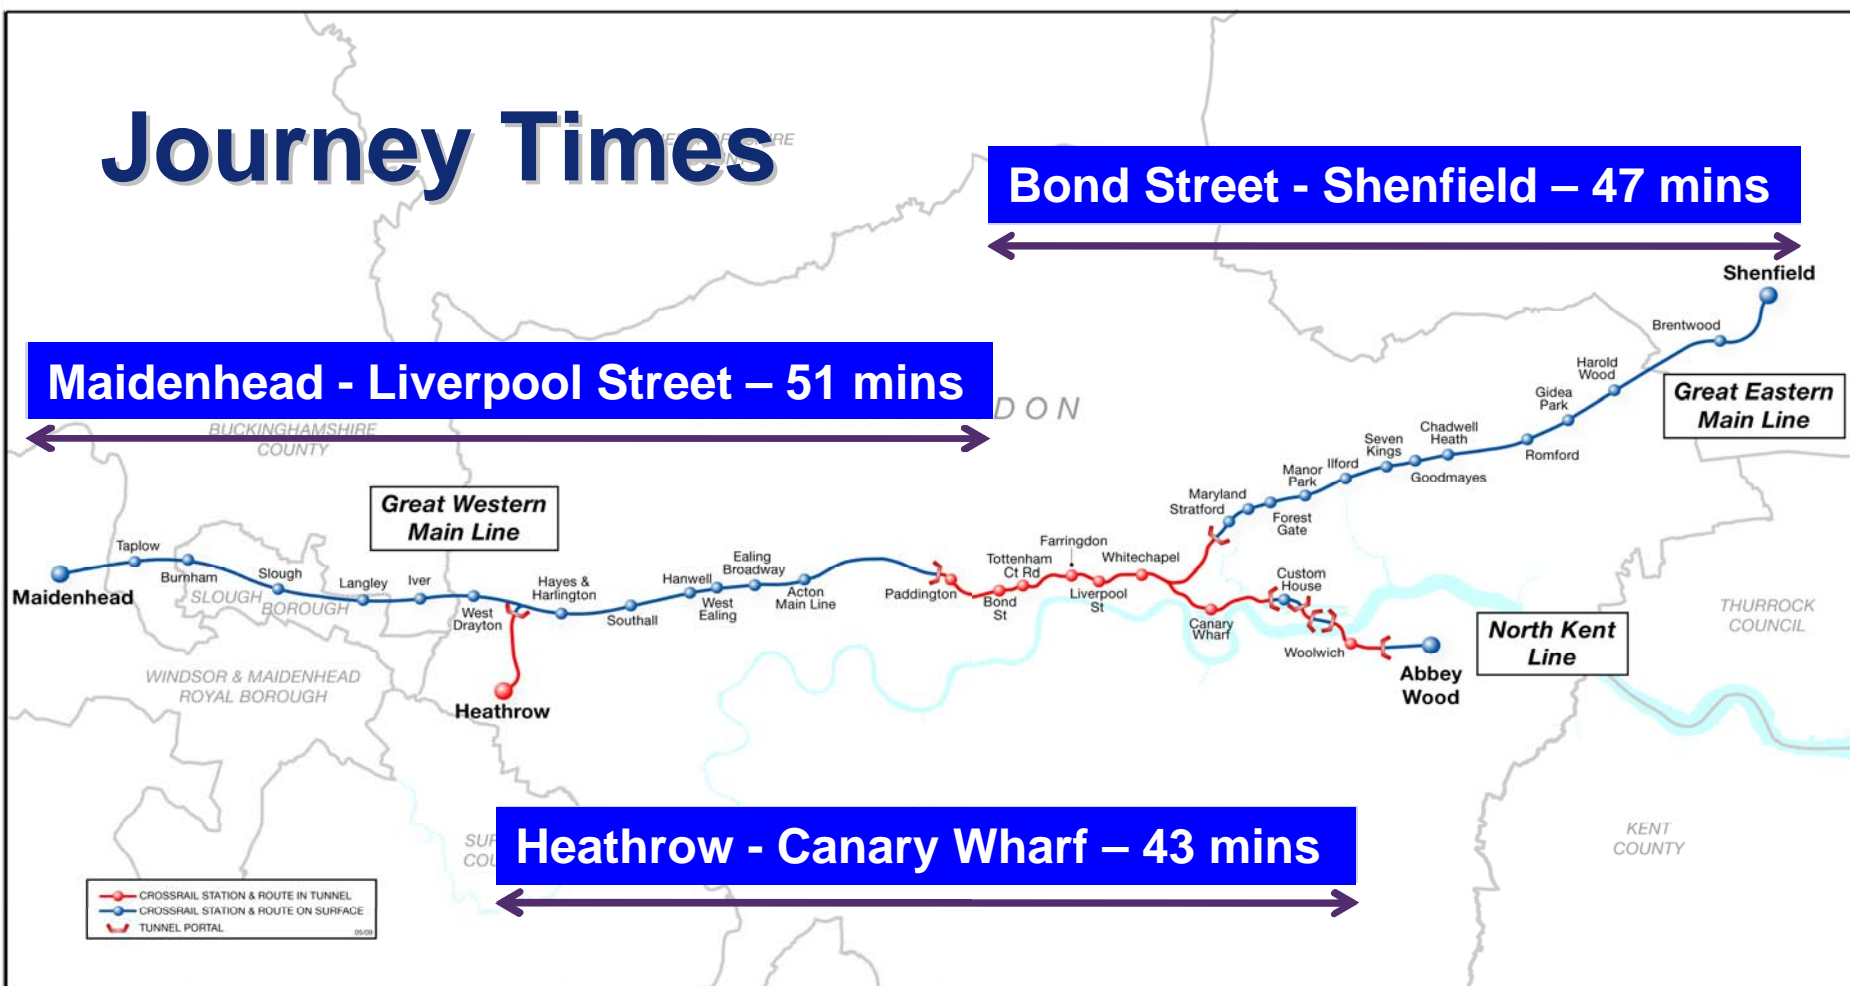 Journey Times
Bond Street - Shenfield – 47 mins
Shenfield
Brentwood
Maidenhead - Liverpool Street – 51 mins
Harold
Wood
Great Eastern
Main Line
Gidea
Park
DON
BUCKINGHAMSHIRE
COUNTY
Chadwell
Heath
Seven
Kings
Romford
Ilford
Manor
Park
Goodmayes
Great Western
Main Line
Maryland
Stratford
Forest
Gate
Farringdon
Tottenham
Ct Rd
Whitechapel
Taplow
Burnham
Slough
Langley
Iver
Hayes &
Harlington
Hanwell
Ealing
Broadway
Maidenhead
SLOUGH
BOROUGH
West
Drayton
Southall
West
Ealing
Acton
Main Line
Paddington
Bond
St
Liverpool
St
Custom
House
Canary
Wharf
Woolwich
North Kent
Line
THURROCK
COUNCIL
WINDSOR & MAIDENHEAD
ROYAL BOROUGH
Heathrow
Abbey
Wood
Heathrow - Canary Wharf – 43 mins
KENT
COUNTY
CROSSRAIL STATION & ROUTE IN TUNNEL
CROSSRAIL STATION & ROUTE ON SURFACE
TUNNEL PORTAL